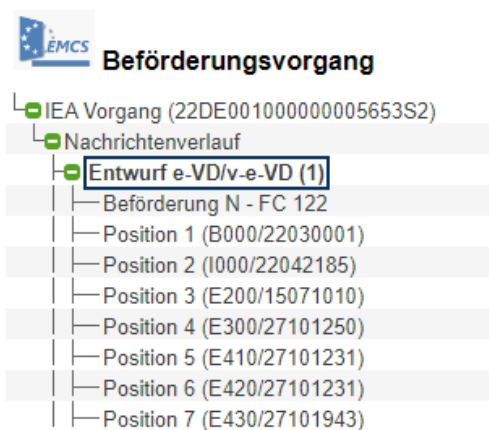 EMCS
Beförderungsvorgang
IEA Vorgang (22DE001000000005653S2)
Nachrichtenverlauf
Entwurf e-VD/v-e-VD (1)
Beförderung N - FC 122
Position 1 (B000/22030001)
Position 2 (I000/22042185)
Position 3 (E200/15071010)
Position 4 (E300/27101250)
Position 5 (E410/27101231)
Position 6 (E420/27101231)
Position 7 (E430/27101943)